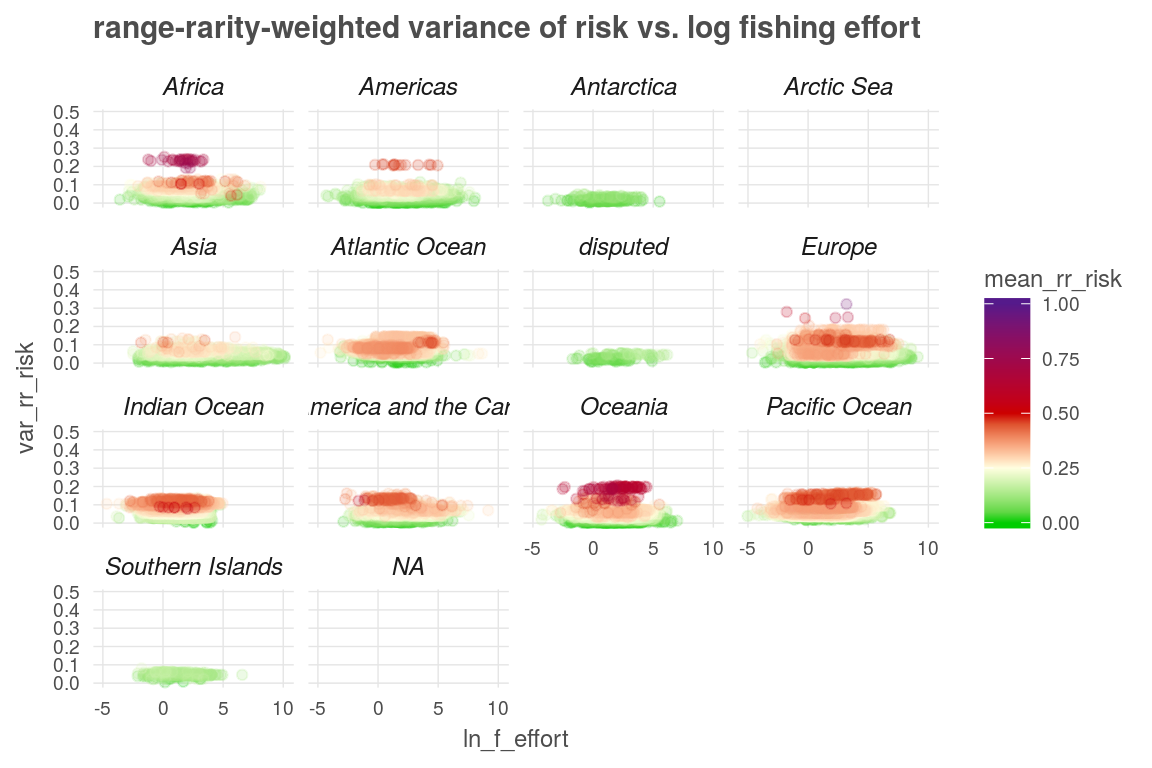 range-rarity-weighted variance of risk vs. log fishing effort
Africa Americas Antarctica Arctic Sea
0.5
0.4
0.3
0.2
0.1
0.0
Asia Atlantic Ocean disputed Europe
0.5
0.4
0.3
0.2
0.1
0.0
Indian Ocean merica and the Car Oceania Pacific Ocean
0.5
0.4
0.3
0.2
0.1
0.0
-5 0 5 10 -5 0 5 10
Southern Islands NA
0.5
0.4
0.3
0.2
0.1
0.0
-5 0 5 10 -5 0 5 10
ln_f_effort
var_rr_risk
mean_rr_risk
1.00
0.75
0.50
0.25
0.00